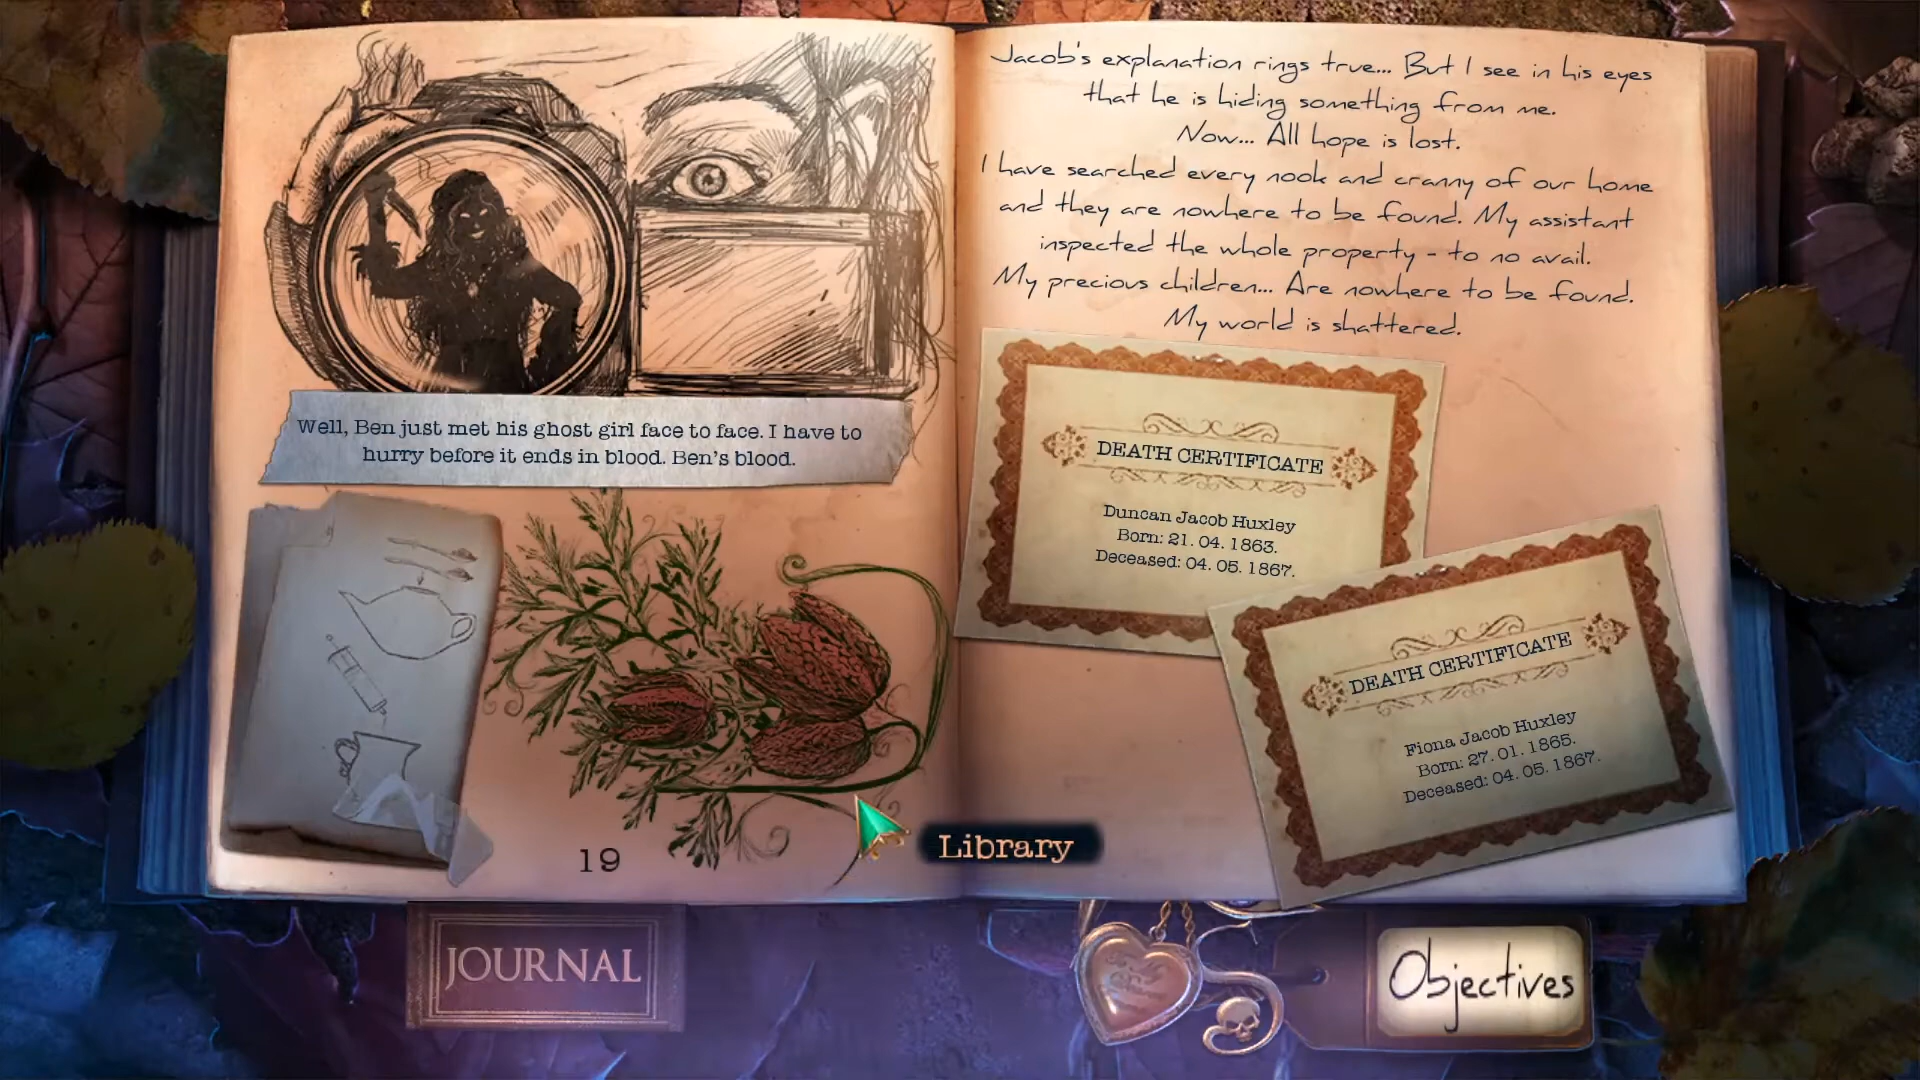 Well, Ben just met his ghost girl face to face. I have to
hurry before it ends in blood. Ben's blood.
19
Jacob's explanation rings true... But I see in his eyes
that he is hiding something from me.
Now... All hope is lost.
I have searched every nook and cranny of our home
and they are nowhere to be found. My assistant
inspected the whole property - to no avail.
My precious children... Are nowhere to be found.
My world is shattered.
DEATH CERTIFICATE
Duncan Jacob Huxley
Born: 21. 04. 1863.
Deceased: 04. 05. 1867.
DEATH CERTIFICATE
Fiona Jacob Huxley
Born: 27. 01. 1865.
Deceased: 04. 05. 1867.
Library
JOURNAL
Objectives